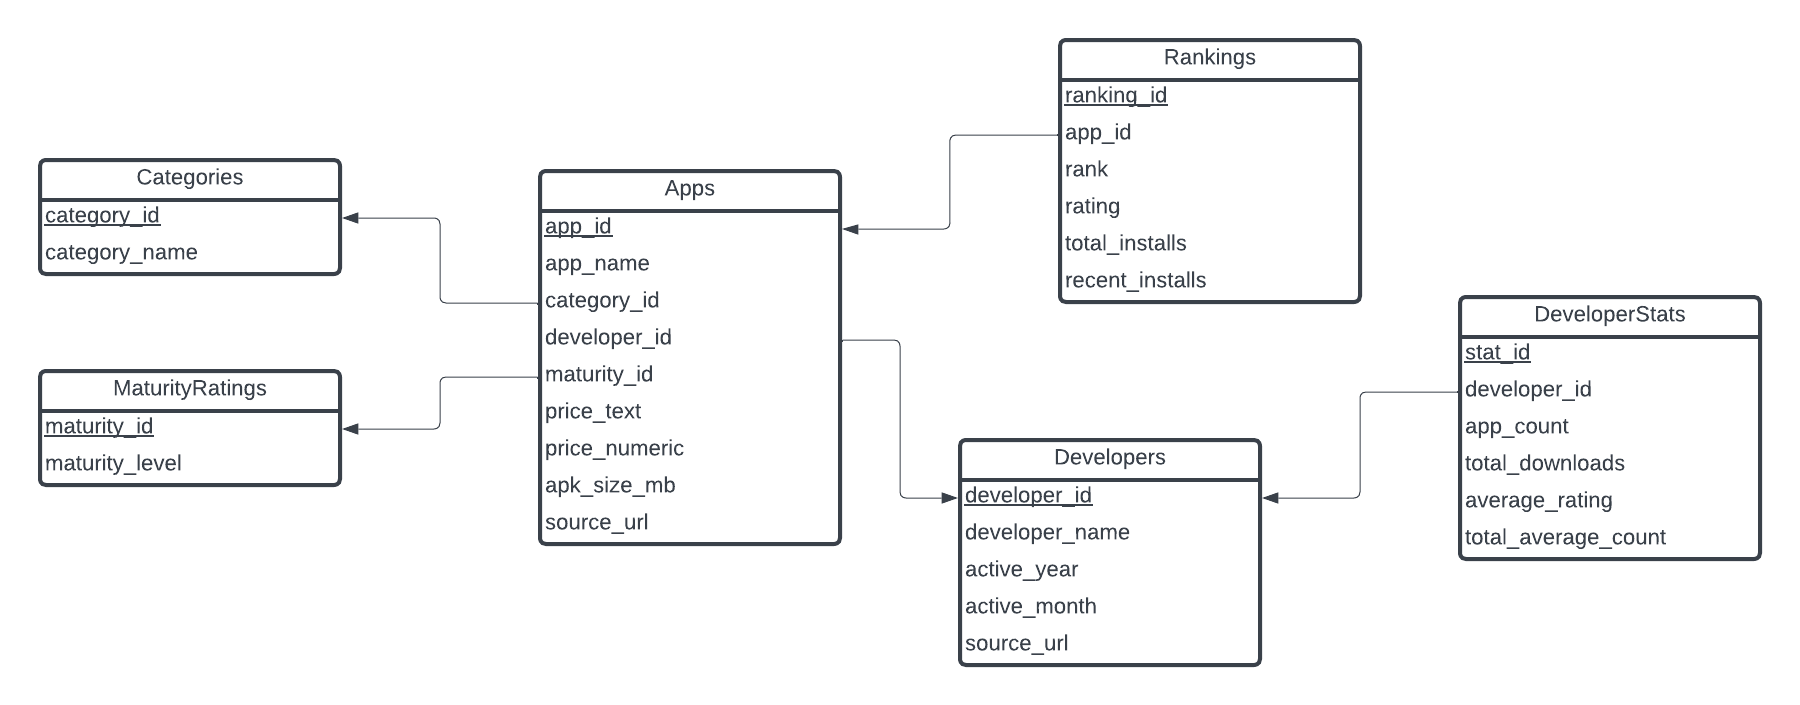 Categories
category_id
category_name
MaturityRatings
maturity_id
maturity_level
Apps
app_id
app_name
category_id
developer_id
maturity_id
price_text
price_numeric
apk_size_mb
source_url
Rankings
ranking_id
app_id
rank
rating
total_installs
recent_installs
Developers
developer_id
developer_name
active_year
active_month
source_url
DeveloperStats
stat_id
developer_id
app_count
total_downloads
average_rating
total_average_count